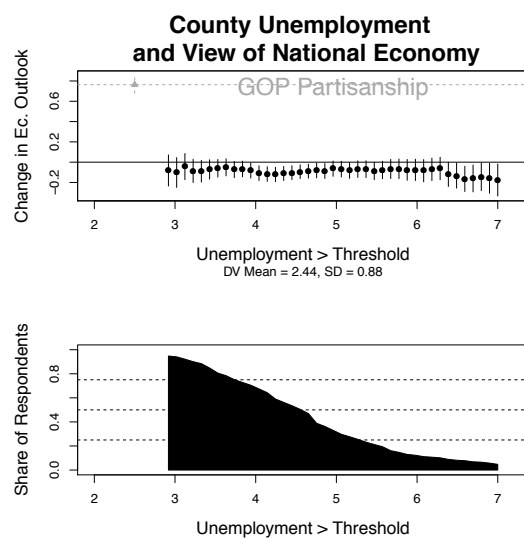 County Unemployment
and View of National Economy
Change in Ec. Outlook
0.6
0.2
−0.2
GOP Partisanship
2 3 4 5 6 7
Unemployment > Threshold
DV Mean = 2.44, SD = 0.88
Share of Respondents
0.8
0.4
0.0
2 3 4 5 6 7
Unemployment > Threshold